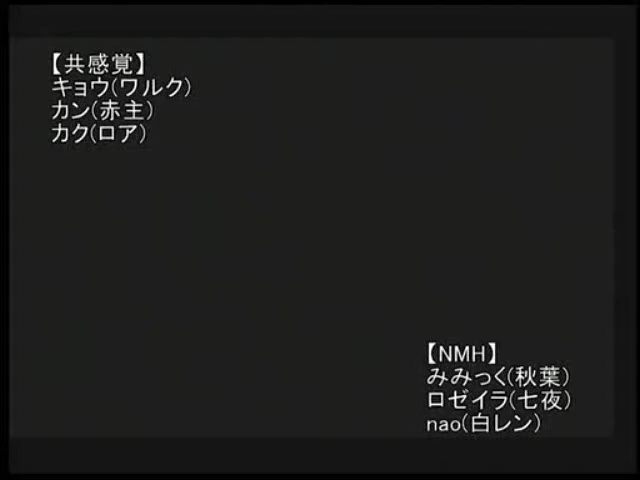 【共感覚】
キョウ(ワルク)
カン(赤主)
カク(ロア)
【NMH】
みみっく(秋葉)
ロゼイラ(七夜)
nao(白レン)